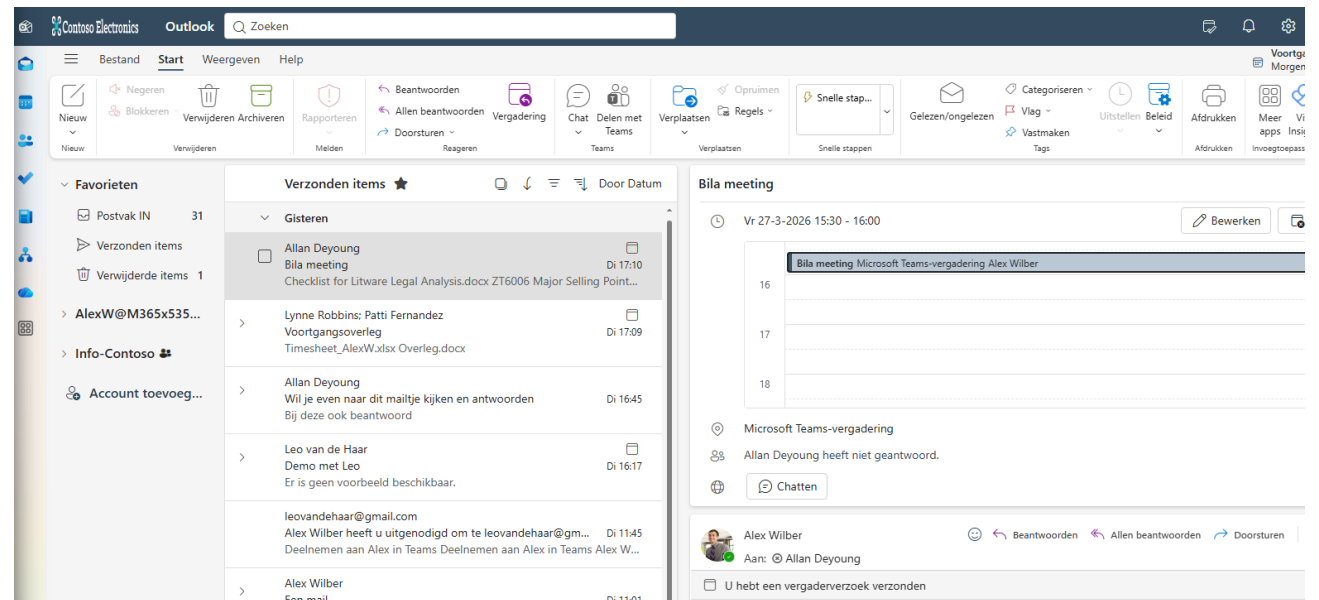 Contoso Electronics Outlook Zoeken
Bestand Start Weergeven Help
Voortga
Morgen
Nieuw
Nieuw
Negeren
Blokkeren
Verwijderen Archiveren
Verwijderen
Rapporteren
Melden
Beantwoorden
Allen beantwoorden
Doorsturen
Vergadering
Reageren
Chat Delen met
Teams
Teams
Verplaatsen
Opruimen
Regels
Verplaatsen
Snelle stap...
Snelle stappen
Gelezen/ongelezen
Categoriseren
Vlag
Vastmaken
Uitstellen Beleid
Tags
Afdrukken
Afdrukken
Meer Vi
apps Insig
Invoegtoepass
Favorieten
Postvak IN 31
Verzonden items
Verwijderde items 1
AlexW@M365x535...
Info-Contoso
Account toevoeg...
Verzonden items Door Datum
Gisteren
Allan Deyoung
Bila meeting Di 17:10
Checklist for Litware Legal Analysis.docx ZT6006 Major Selling Point...
Lynne Robbins; Patti Fernandez
Voortgangsoverleg Di 17:09
Timesheet_AlexW.xlsx Overleg.docx
Allan Deyoung
Wil je even naar dit mailtje kijken en antwoorden Di 16:45
Bij deze ook beantwoord
Leo van de Haar
Demo met Leo Di 16:17
Er is geen voorbeeld beschikbaar.
leovandehaar@gmail.com
Alex Wilber heeft u uitgenodigd om te leovandehaar@gm... Di 11:45
Deelnemen aan Alex in Teams Deelnemen aan Alex in Teams Alex W...
Alex Wilber
Een mail Di 11:01
Bila meeting
Vr 27-3-2026 15:30 - 16:00 Bewerken
Bila meeting Microsoft Teams-vergadering Alex Wilber
16
17
18
Microsoft Teams-vergadering
Allan Deyoung heeft niet geantwoord.
Chatten
Alex Wilber Beantwoorden Allen beantwoorden Doorsturen
Aan: Allan Deyoung
U hebt een vergaderverzoek verzonden